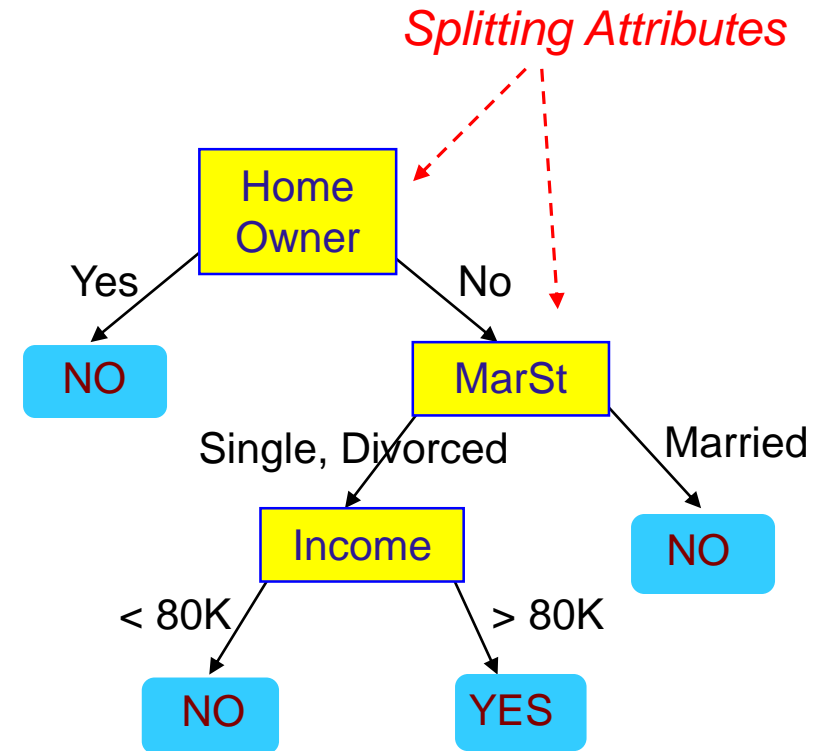 Splitting Attributes
Home
Owner
Yes
No
NO
MarSt
Single, Divorced
Married
Income
NO
< 80K
> 80K
NO
YES